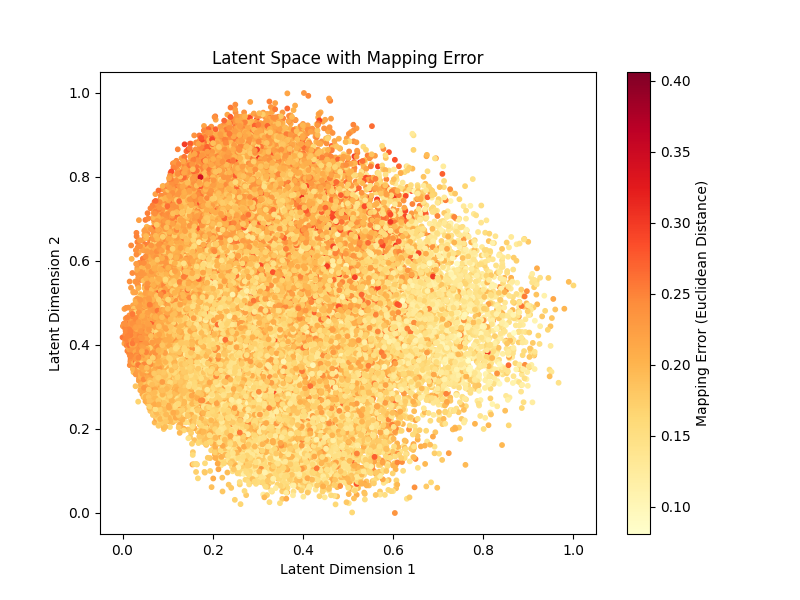 Latent Space with Mapping Error
Latent Dimension 2
1.0
0.8
0.6
0.4
0.2
0.0
0.0 0.2 0.4 0.6 0.8 1.0
Latent Dimension 1
0.40
0.35
0.30
0.25
0.20
0.15
0.10
Mapping Error (Euclidean Distance)